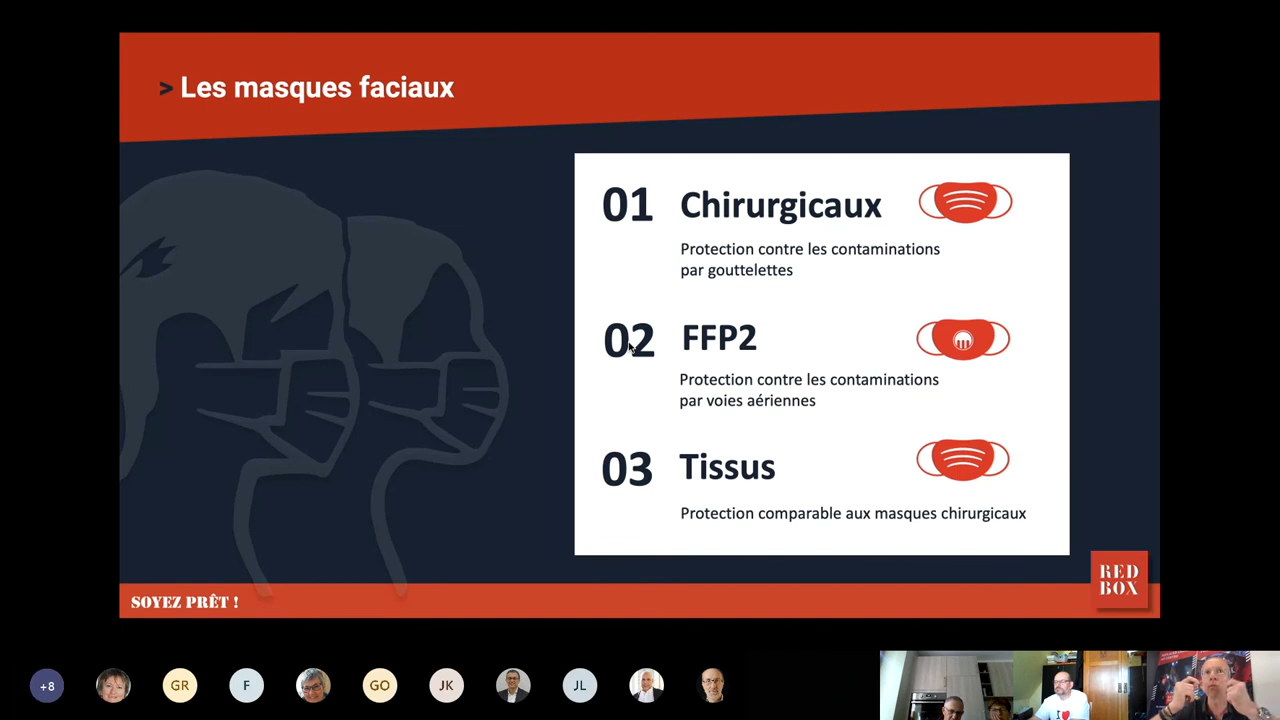 > Les masques faciaux
01 Chirurgicaux
Protection contre les contaminations
par gouttelettes
02 FFP2
Protection contre les contaminations
par voies aériennes
03 Tissus
Protection comparable aux masques chirurgicaux
RED
BOX
SOYEZ PRÊT !
+8 GR F GO JK JL
I